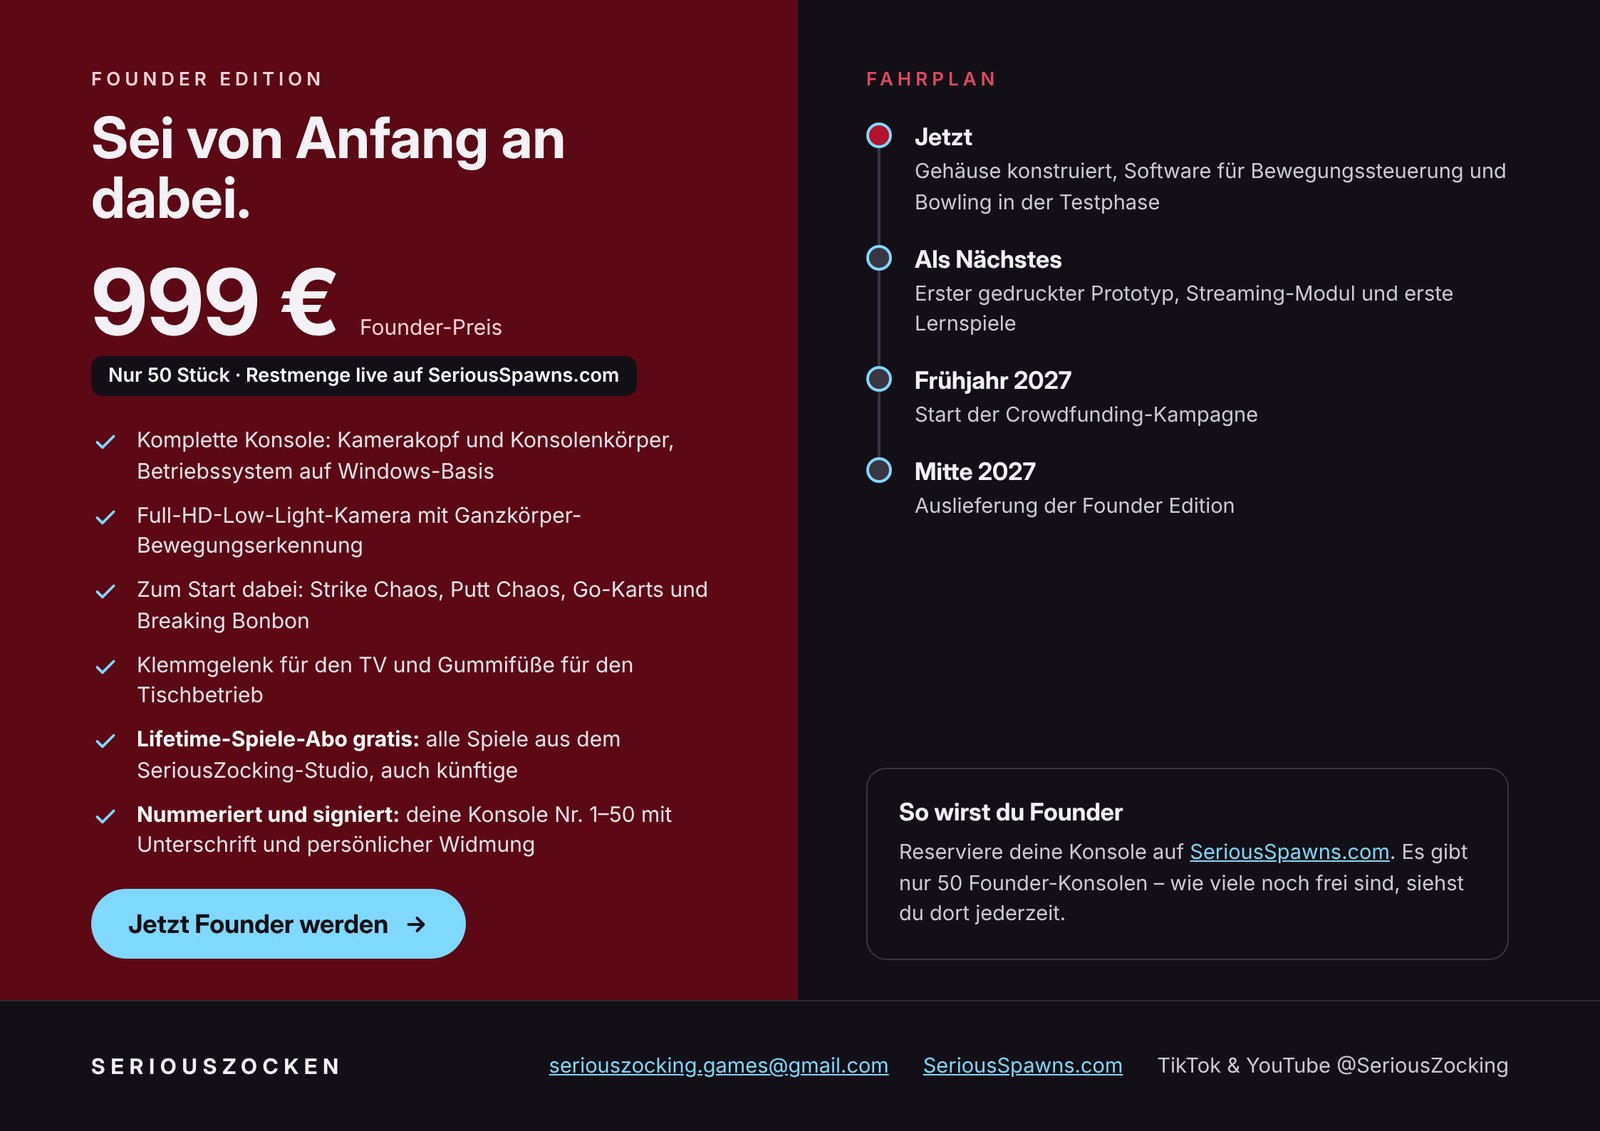 FOUNDER EDITION
Sei von Anfang an
dabei.
999 € Founder-Preis
Nur 50 Stück · Restmenge live auf SeriousSpawns.com
Komplette Konsole: Kamerakopf und Konsolenkörper,
Betriebssystem auf Windows-Basis
Full-HD-Low-Light-Kamera mit Ganzkörper-
Bewegungserkennung
Zum Start dabei: Strike Chaos, Putt Chaos, Go-Karts und
Breaking Bonbon
Klemmgelenk für den TV und Gummifüße für den
Tischbetrieb
Lifetime-Spiele-Abo gratis: alle Spiele aus dem
SeriousZocking-Studio, auch künftige
Nummeriert und signiert: deine Konsole Nr. 1–50 mit
Unterschrift und persönlicher Widmung
Jetzt Founder werden →
FAHRPLAN
Jetzt
Gehäuse konstruiert, Software für Bewegungssteuerung und
Bowling in der Testphase
Als Nächstes
Erster gedruckter Prototyp, Streaming-Modul und erste
Lernspiele
Frühjahr 2027
Start der Crowdfunding-Kampagne
Mitte 2027
Auslieferung der Founder Edition
So wirst du Founder
Reserviere deine Konsole auf SeriousSpawns.com. Es gibt
nur 50 Founder-Konsolen – wie viele noch frei sind, siehst
du dort jederzeit.
SERIOUSZOCKEN
seriouszocking.games@gmail.com
SeriousSpawns.com
TikTok & YouTube @SeriousZocking